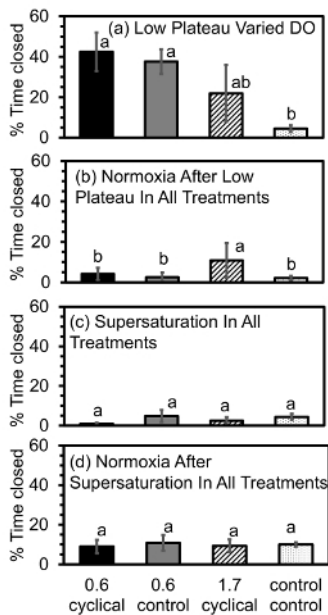 (a) Low Plateau Varied DO
% Time closed
60
40
20
0
a
a
ab
b
(b) Normoxia After Low
Plateau In All Treatments
% Time closed
60
40
20
0
b
b
a
b
(c) Supersaturation In All
Treatments
% Time closed
60
40
20
0
a
a
a
a
(d) Normoxia After
Supersaturation In All Treatments
% Time closed
60
40
20
0
a
a
a
a
0.6 0.6 1.7 control
cyclical control cyclical control